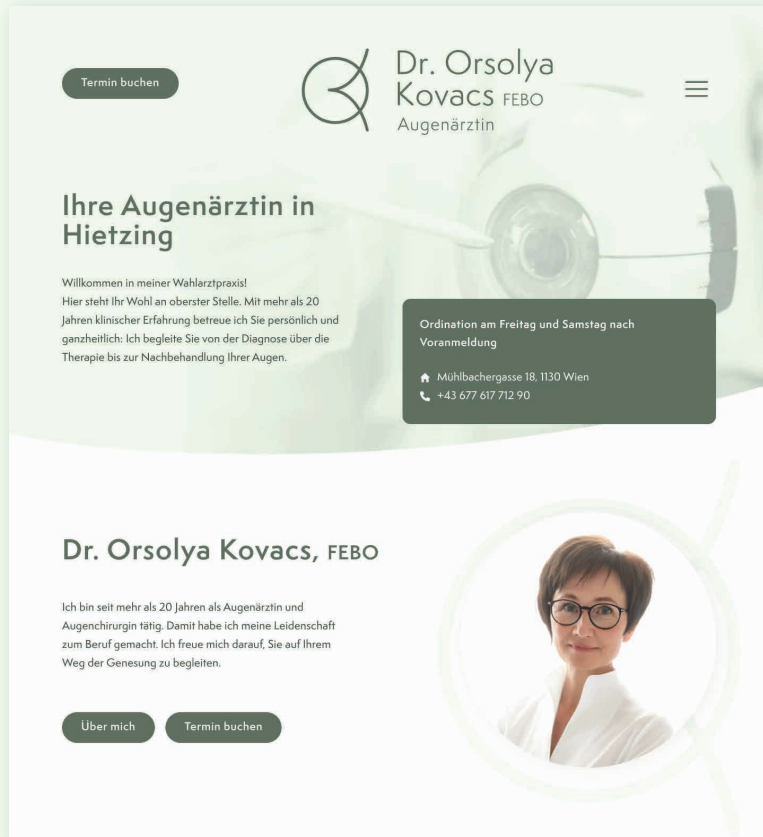 Termin buchen
Dr. Orsolya
Kovacs FEBO
Augenärztin
Ihre Augenärztin in
Hietzing
Willkommen in meiner Wahlarztpraxis!
Hier steht Ihr Wohl an oberster Stelle. Mit mehr als 20
Jahren klinischer Erfahrung betreue ich Sie persönlich und
ganzheitlich: Ich begleite Sie von der Diagnose über die
Therapie bis zur Nachbehandlung Ihrer Augen.
Ordination am Freitag und Samstag nach
Voranmeldung
Mühlbachergasse 18, 1130 Wien
+43 677 617 712 90
Dr. Orsolya Kovacs, FEBO
Ich bin seit mehr als 20 Jahren als Augenärztin und
Augenchirurgin tätig. Damit habe ich meine Leidenschaft
zum Beruf gemacht. Ich freue mich darauf, Sie auf Ihrem
Weg der Genesung zu begleiten.
Über mich
Termin buchen